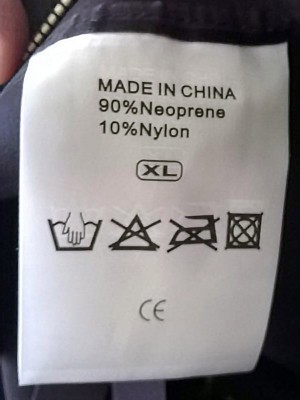 MADE IN CHINA
90%Neoprene
10%Nylon
XL
CE